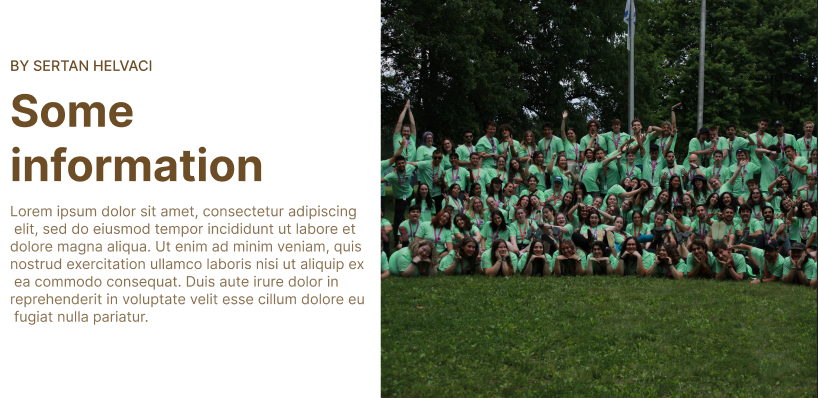 BY SERTAN HELVACI
Some
information
Lorem ipsum dolor sit amet, consectetur adipiscing
elit, sed do eiusmod tempor incididunt ut labore et
dolore magna aliqua. Ut enim ad minim veniam, quis
nostrud exercitation ullamco laboris nisi ut aliquip ex
ea commodo consequat. Duis aute irure dolor in
reprehenderit in voluptate velit esse cillum dolore eu
fugiat nulla pariatur.